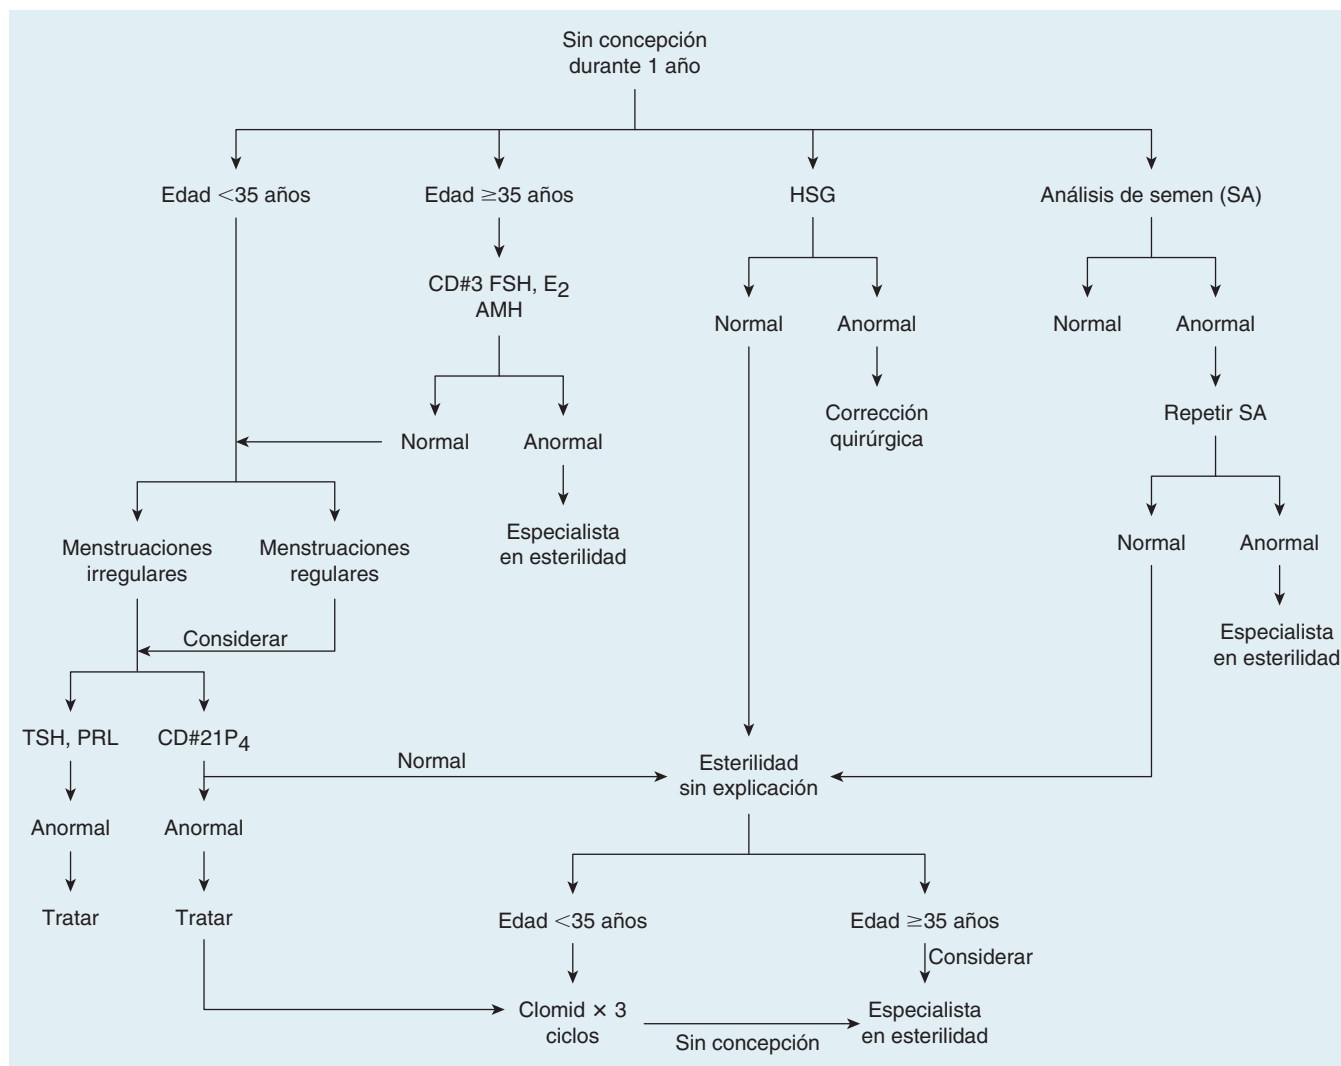 Sin concepción
durante 1 año
Edad <35 años
Edad ≥35 años
HSG
Análisis de semen (SA)
CD#3 FSH, E2
AMH
Normal
Anormal
Normal
Anormal
Normal
Anormal
Corrección
quirúrgica
Repetir SA
Especialista
en esterilidad
Menstruaciones
irregulares
Menstruaciones
regulares
Normal
Anormal
Considerar
Especialista
en esterilidad
TSH, PRL
CD#21P4
Normal
Esterilidad
sin explicación
Anormal
Anormal
Tratar
Tratar
Edad <35 años
Edad ≥35 años
Considerar
Clomid × 3
ciclos
Sin concepción
Especialista
en esterilidad